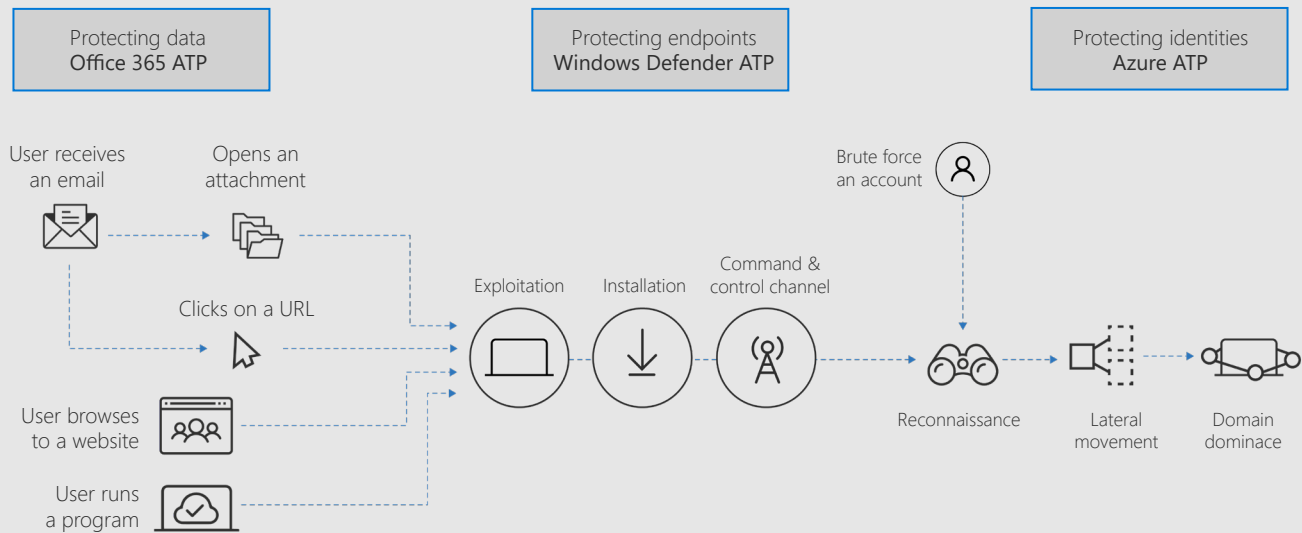 Protecting data
Office 365 ATP
Protecting endpoints
Windows Defender ATP
Protecting identities
Azure ATP
User receives
an email
Opens an
attachment
Brute force
an account
Clicks on a URL
Exploitation
Installation
Command &
control channel
User browses
to a website
Reconnaissance
Lateral
movement
Domain
dominace
User runs
a program